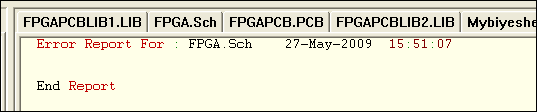 FPGAPCBLIB1.LIB FPGA.Sch FPGAPCB.PCB FPGAPCBLIB2.LIB Mybiyeshe
Error Report For : FPGA.Sch 27-May-2009 15:51:07
End Report